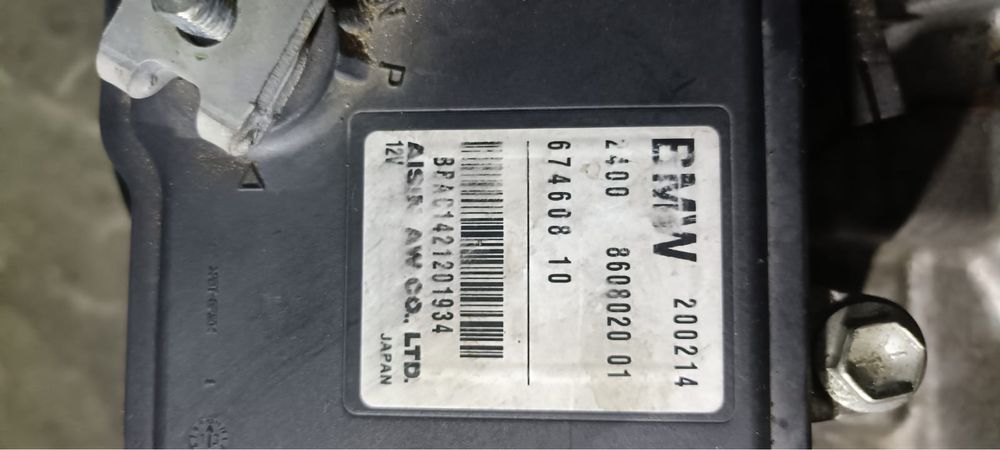 BMW 200214
2400 8608020 01
674608 10
BPAC1421201934
AISIN AW CO., LTD.
12V JAPAN
P